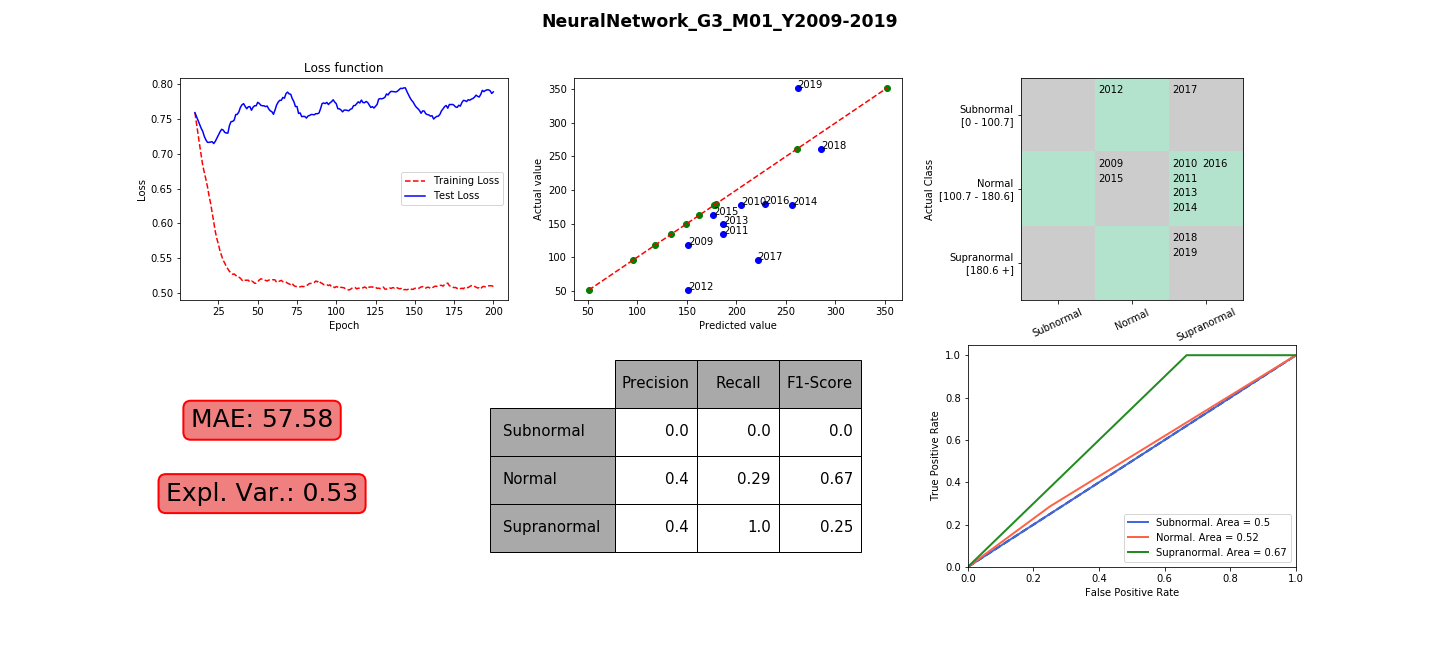 NeuralNetwork_G3_M01_Y2009-2019
Loss function
0.80
0.75
0.70
0.65
0.60
0.55
0.50
Loss
25 50 75 100 125 150 175 200
Epoch
Training Loss
Test Loss
350
300
250
200
150
100
50
Actual value
50 100 150 200 250 300 350
Predicted value
2019
2018
2010
2016
2014
2015
2013
2011
2009
2017
2012
Actual Class
Subnormal
[0 - 100.7]
Normal
[100.7 - 180.6]
Supranormal
[180.6 +]
2012
2017
2009
2015
2010 2016
2011
2013
2014
2018
2019
Subnormal
Normal
Supranormal
MAE: 57.58
Expl. Var.: 0.53
Precision Recall F1-Score
Subnormal 0.0 0.0 0.0
Normal 0.4 0.29 0.67
Supranormal 0.4 1.0 0.25
1.0
0.8
0.6
0.4
0.2
0.0
True Positive Rate
0.0 0.2 0.4 0.6 0.8 1.0
False Positive Rate
Subnormal. Area = 0.5
Normal. Area = 0.52
Supranormal. Area = 0.67